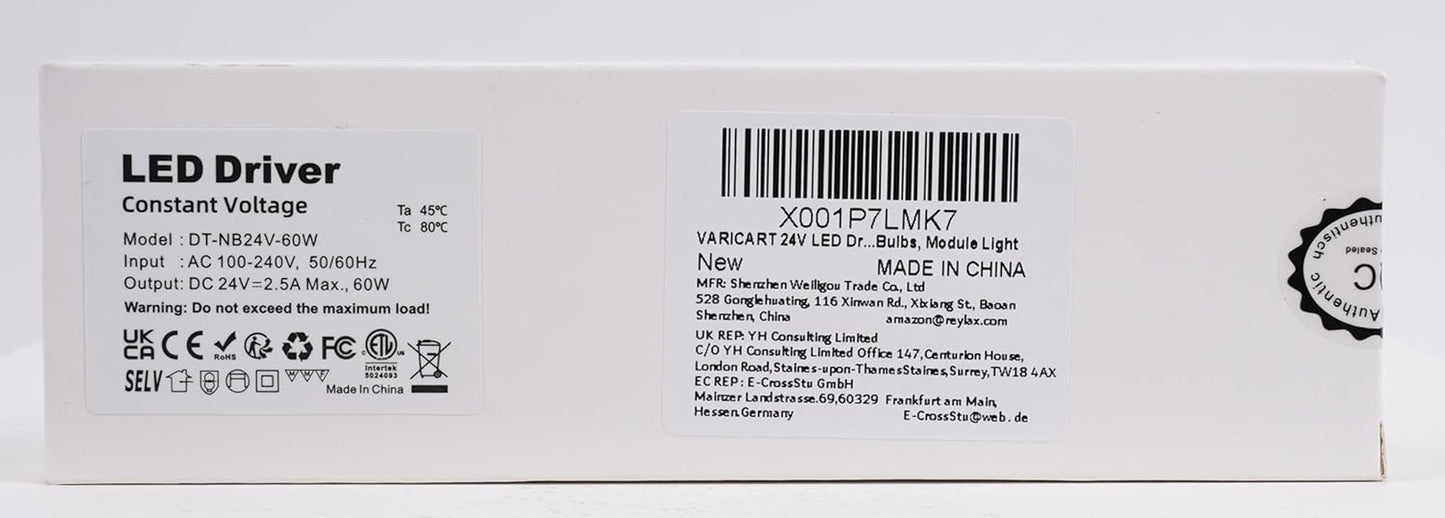 LED Driver
Constant Voltage
Ta 45℃
Tc 80℃
Model : DT-NB24V-60W
Input : AC 100-240V, 50/60Hz
Output: DC 24V⎓2.5A Max., 60W
Warning: Do not exceed the maximum load!
UK
CA CE RoHS FC ETL
c us
Intertek
5024093
SELV
Made In China
X001P7LMK7
VARICART 24V LED Dr...Bulbs, Module Light
New MADE IN CHINA
MFR: Shenzhen Weiligou Trade Co., Ltd
528 Gonglehuating, 116 Xinwan Rd., Xixiang St., Baoan
Shenzhen, China amazon@reylax.com
UK REP: YH Consulting Limited
C/O YH Consulting Limited Office 147,Centurion House,
London Road,Staines-upon-ThamesStaines,Surrey,TW18 4AX
EC REP : E-CrossStu GmbH
Mainzer Landstrasse.69,60329 Frankfurt am Main,
Hessen.Germany E-CrossStu@web.de
Authentisch
Sealed
Authentic